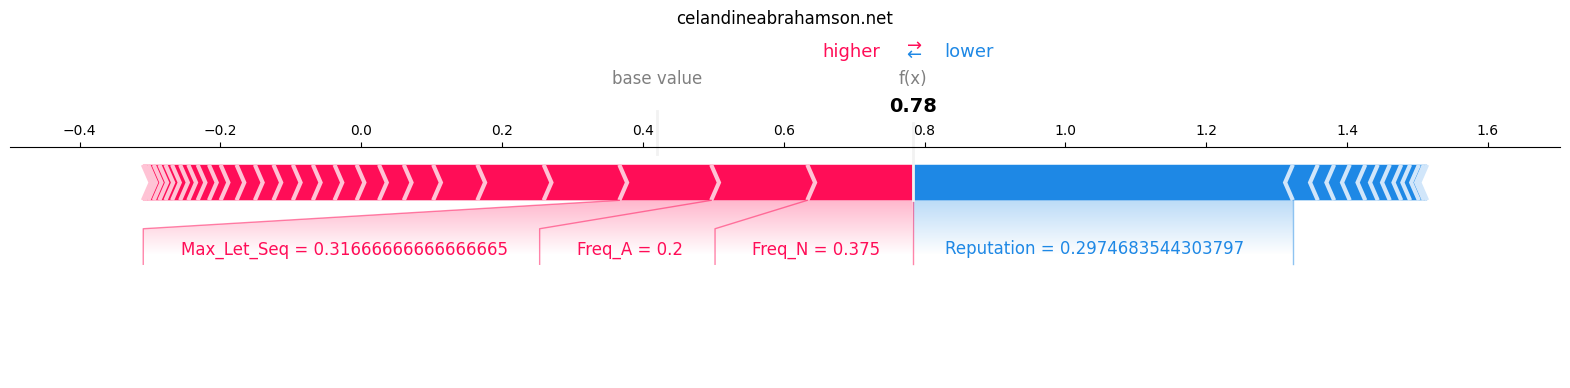 celandineabrahamson.net
higher ⇄ lower
base value f(x)
0.78
−0.4 −0.2 0.0 0.2 0.4 0.6 0.8 1.0 1.2 1.4 1.6
Max_Let_Seq = 0.31666666666666665 Freq_A = 0.2 Freq_N = 0.375 Reputation = 0.2974683544303797